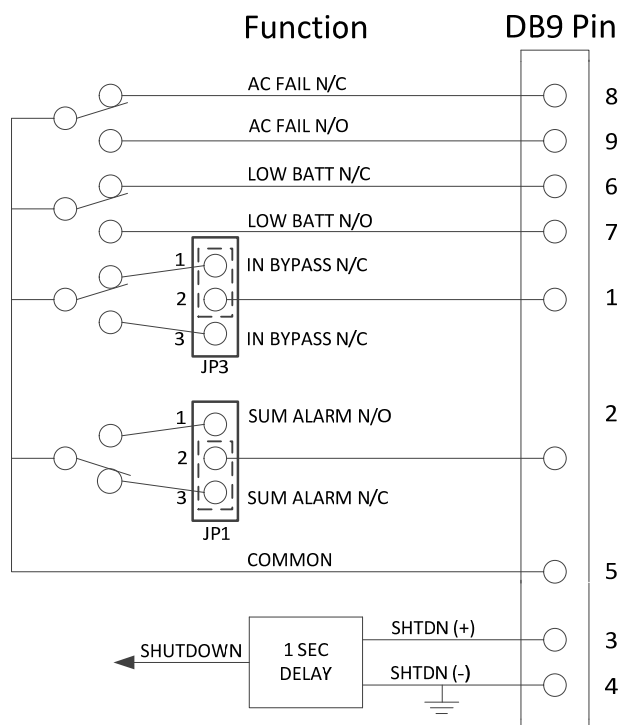 Function DB9 Pin
AC FAIL N/C 8
AC FAIL N/O 9
LOW BATT N/C 6
LOW BATT N/O 7
1 IN BYPASS N/C
2 1
3 IN BYPASS N/C
JP3
2
1 SUM ALARM N/O
2
3 SUM ALARM N/C
JP1
COMMON
5
SHTDN (+) 3
SHUTDOWN 1 SEC
DELAY
SHTDN (-) 4